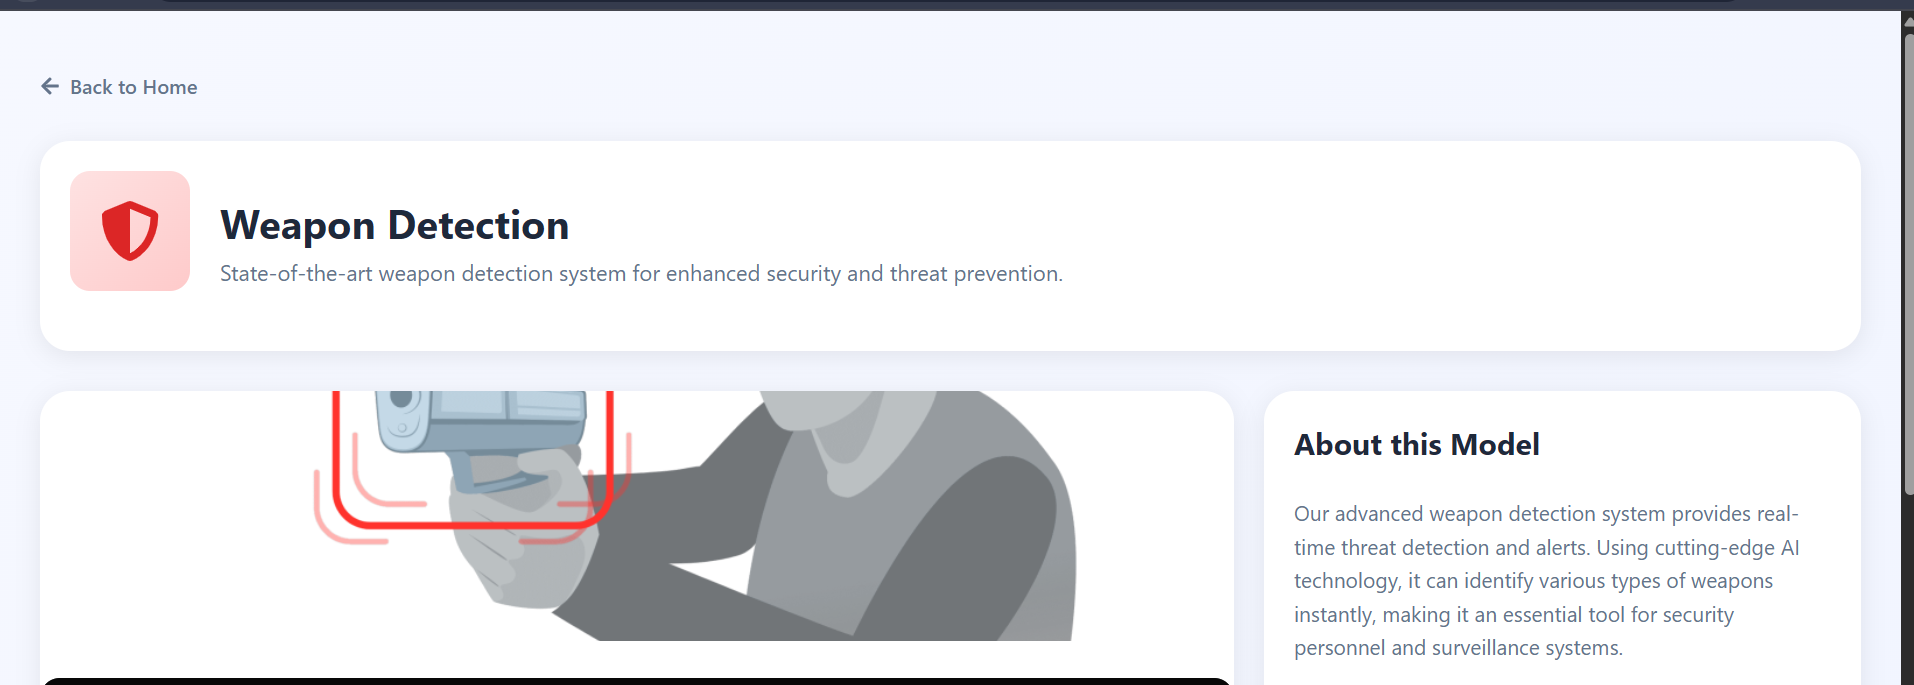 Back to Home
Weapon Detection
State-of-the-art weapon detection system for enhanced security and threat prevention.
About this Model
Our advanced weapon detection system provides real-
time threat detection and alerts. Using cutting-edge AI
technology, it can identify various types of weapons
instantly, making it an essential tool for security
personnel and surveillance systems.